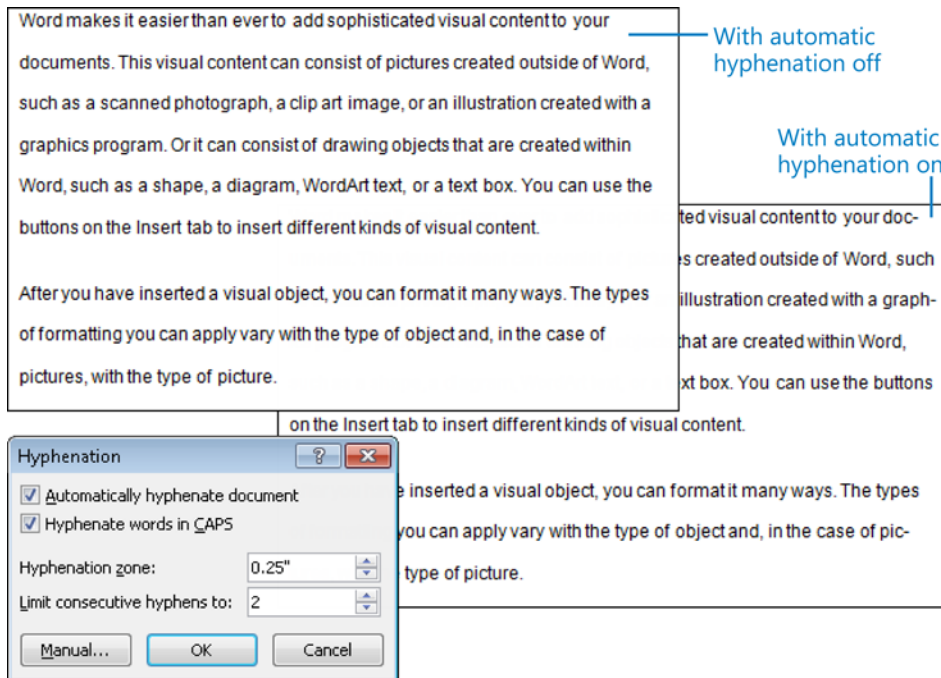 Word makes it easier than ever to add sophisticated visual content to your
documents. This visual content can consist of pictures created outside of Word,
such as a scanned photograph, a clip art image, or an illustration created with a
graphics program. Or it can consist of drawing objects that are created within
Word, such as a shape, a diagram, WordArt text, or a text box. You can use the
buttons on the Insert tab to insert different kinds of visual content.
After you have inserted a visual object, you can format it many ways. The types
of formatting you can apply vary with the type of object and, in the case of
pictures, with the type of picture.
With automatic
hyphenation off
With automatic
hyphenation on
ted visual content to your doc-
s created outside of Word, such
illustration created with a graph-
that are created within Word,
xt box. You can use the buttons
on the Insert tab to insert different kinds of visual content.
e inserted a visual object, you can format it many ways. The types
you can apply vary with the type of object and, in the case of pic-
type of picture.
Hyphenation
Automatically hyphenate document
Hyphenate words in CAPS
Hyphenation zone: 0.25"
Limit consecutive hyphens to: 2
Manual... OK Cancel